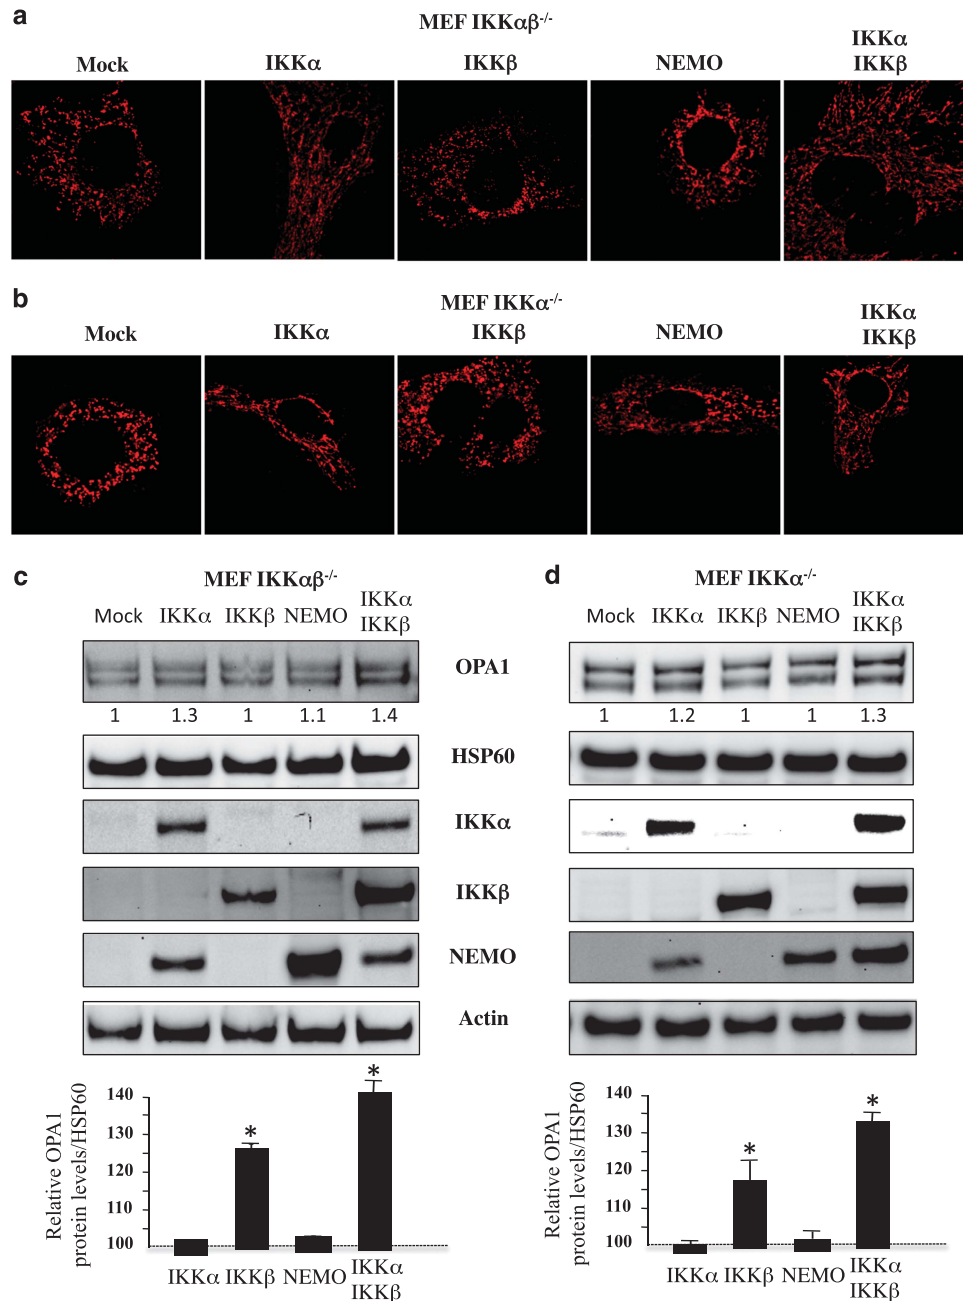 a
MEF IKKαβ-/-
Mock IKKα IKKβ NEMO IKKα IKKβ
b
MEF IKKα-/-
Mock IKKα IKKβ NEMO IKKα IKKβ
c
MEF IKKαβ-/-
Mock IKKα IKKβ NEMO IKKα IKKβ
d
MEF IKKα-/-
Mock IKKα IKKβ NEMO IKKα IKKβ
OPA1
1 1.3 1 1.1 1.4
1 1.2 1 1 1.3
HSP60
IKKα
IKKβ
NEMO
Actin
Relative OPA1
protein levels/HSP60
140
130
120
110
100
* *
IKKα IKKβ NEMO IKKα IKKβ
Relative OPA1
protein levels/HSP60
140
130
120
110
100
* *
IKKα IKKβ NEMO IKKα IKKβ